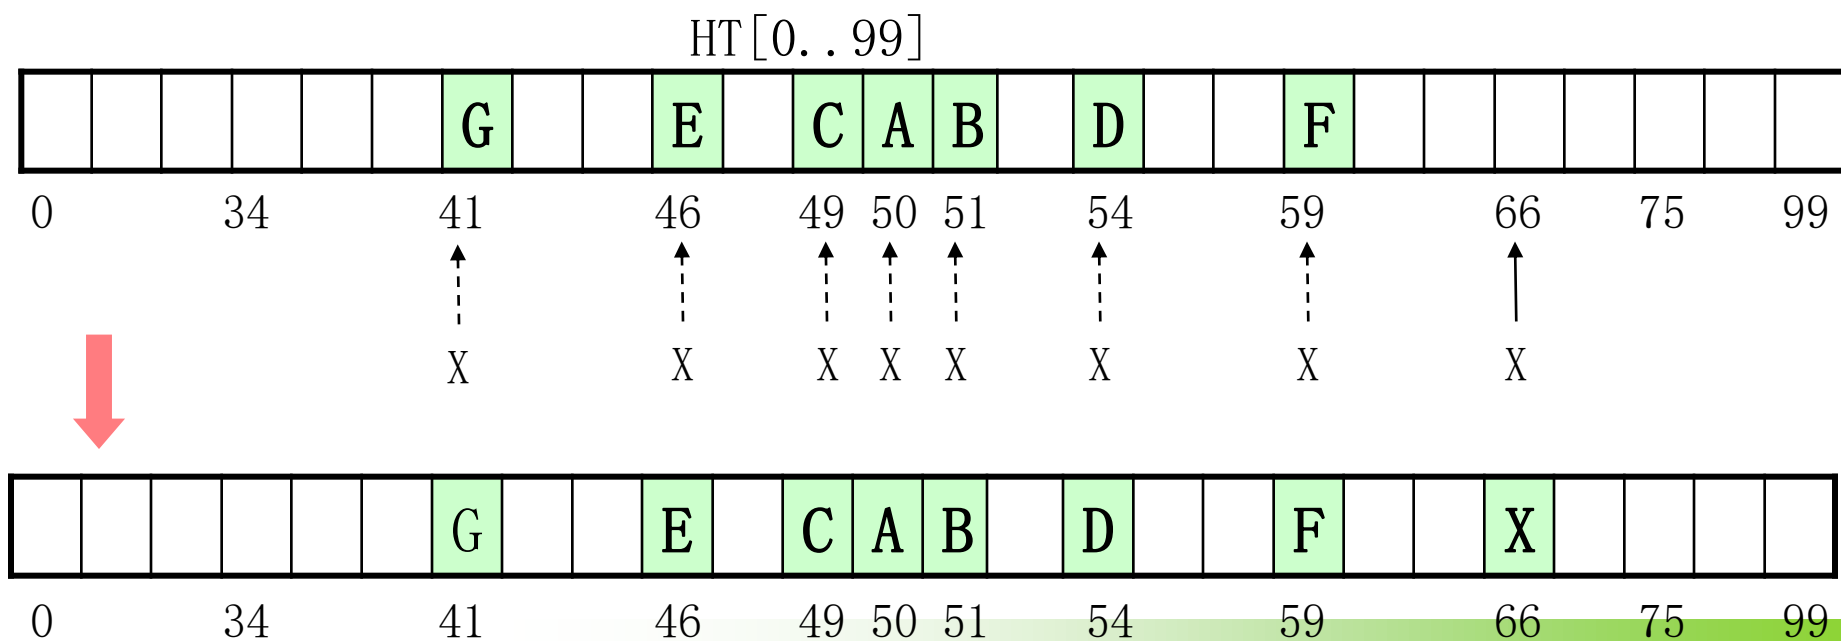 HT[0..99]
G E C A B D F
0 34 41 46 49 50 51 54 59 66 75 99
X X X X X X X X
G E C A B D F X
0 34 41 46 49 50 51 54 59 66 75 99